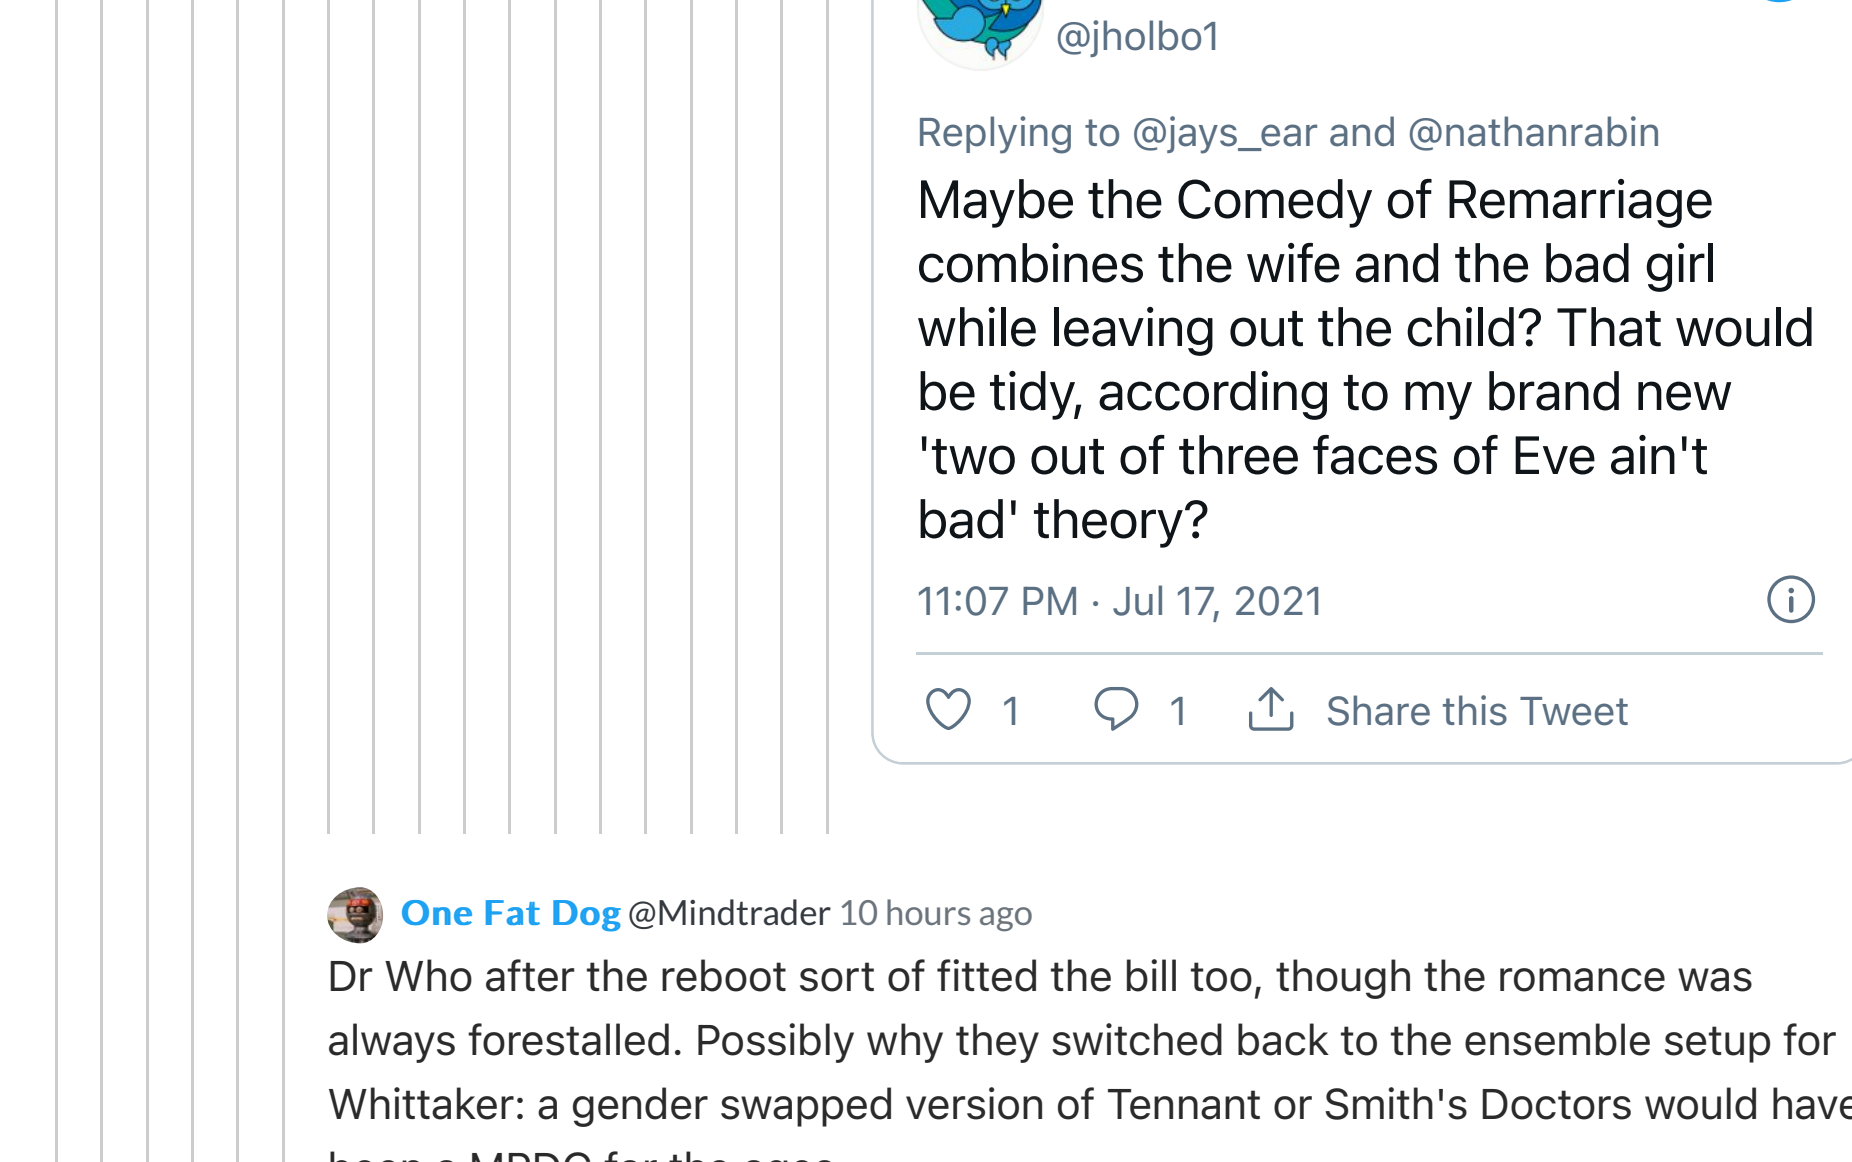 @jholbo1
Replying to @jays_ear and @nathanrabin
Maybe the Comedy of Remarriage
combines the wife and the bad girl
while leaving out the child? That would
be tidy, according to my brand new
'two out of three faces of Eve ain't
bad' theory?
11:07 PM · Jul 17, 2021
1 1 Share this Tweet
One Fat Dog @Mindtrader 10 hours ago
Dr Who after the reboot sort of fitted the bill too, though the romance was
always forestalled. Possibly why they switched back to the ensemble setup for
Whittaker: a gender swapped version of Tennant or Smith's Doctors would have
been a MPDG for the ages